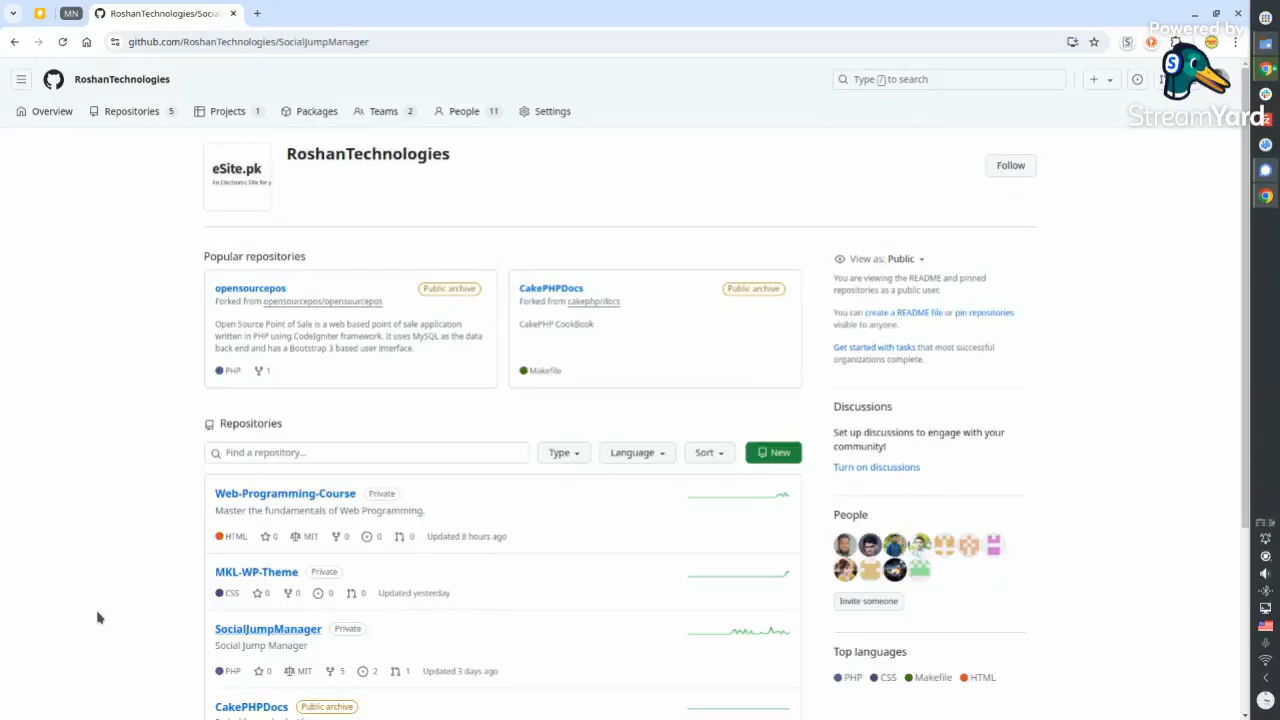 MN
RoshanTechnologies/Socia
github.com/RoshanTechnologies/SocialJumpManager
Powered by
StreamYard
RoshanTechnologies
Type / to search
Overview
Repositories 5
Projects 1
Packages
Teams 2
People 11
Settings
eSite.pk
RoshanTechnologies
Follow
Popular repositories
opensourcepos
Public archive
Forked from opensourcepos/opensourcepos
Open Source Point of Sale is a web based point of sale application
written in PHP using CodeIgniter framework. It uses MySQL as the data
back end and has a Bootstrap 3 based user interface.
PHP 1
CakePHPDocs
Public archive
Forked from cakephp/docs
CakePHP CookBook
Makefile
View as: Public
You are viewing the README and pinned
repositories as a public user.
You can create a README file or pin repositories
visible to anyone.
Get started with tasks that most successful
organizations complete.
Repositories
Find a repository...
Type
Language
Sort
New
Web-Programming-Course Private
Master the fundamentals of Web Programming.
HTML 0 MIT 0 0 0 Updated 8 hours ago
MKL-WP-Theme Private
CSS 0 0 0 0 Updated yesterday
SocialJumpManager Private
Social Jump Manager
PHP 0 MIT 5 2 1 Updated 3 days ago
CakePHPDocs Public archive
Discussions
Set up discussions to engage with your
community!
Turn on discussions
People
Invite someone
Top languages
PHP CSS Makefile HTML